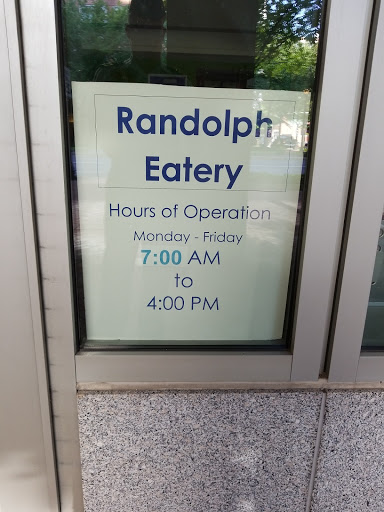 Randolph
Eatery
Hours of Operation
Monday - Friday
7:00 AM
to
4:00 PM